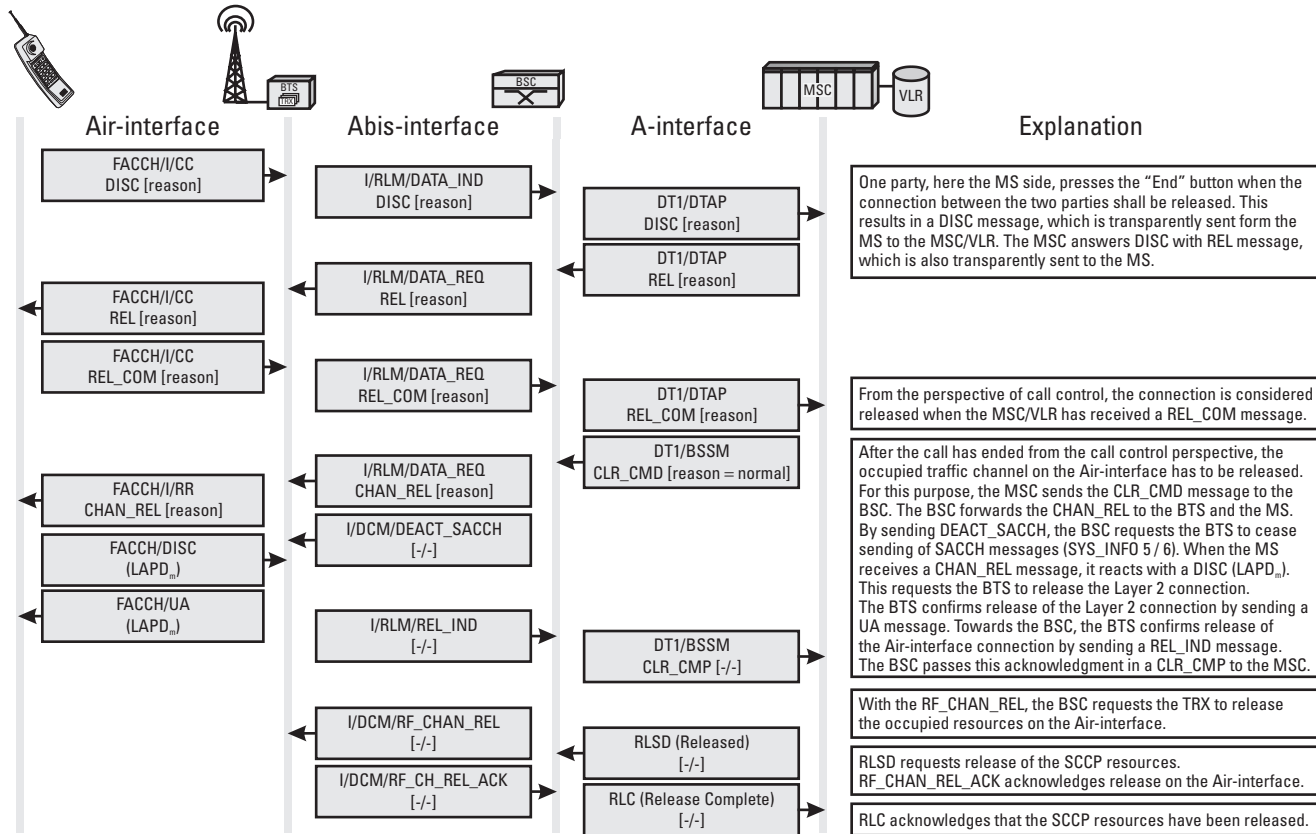 BTS
TRX
BSC
MSC
VLR
Air-interface
Abis-interface
A-interface
Explanation
FACCH/I/CC
DISC [reason]
I/RLM/DATA_IND
DISC [reason]
DT1/DTAP
DISC [reason]
DT1/DTAP
REL [reason]
I/RLM/DATA_REQ
REL [reason]
FACCH/I/CC
REL [reason]
FACCH/I/CC
REL_COM [reason]
I/RLM/DATA_REQ
REL_COM [reason]
DT1/DTAP
REL_COM [reason]
DT1/BSSM
CLR_CMD [reason = normal]
I/RLM/DATA_REQ
CHAN_REL [reason]
FACCH/I/RR
CHAN_REL [reason]
I/DCM/DEACT_SACCH
[-/-]
FACCH/DISC
(LAPDm)
FACCH/UA
(LAPDm)
I/RLM/REL_IND
[-/-]
DT1/BSSM
CLR_CMP [-/-]
I/DCM/RF_CHAN_REL
[-/-]
RLSD (Released)
[-/-]
I/DCM/RF_CH_REL_ACK
[-/-]
RLC (Release Complete)
[-/-]
One party, here the MS side, presses the “End” button when the
connection between the two parties shall be released. This
results in a DISC message, which is transparently sent form the
MS to the MSC/VLR. The MSC answers DISC with REL message,
which is also transparently sent to the MS.
From the perspective of call control, the connection is considered
released when the MSC/VLR has received a REL_COM message.
After the call has ended from the call control perspective, the
occupied traffic channel on the Air-interface has to be released.
For this purpose, the MSC sends the CLR_CMD message to the
BSC. The BSC forwards the CHAN_REL to the BTS and the MS.
By sending DEACT_SACCH, the BSC requests the BTS to cease
sending of SACCH messages (SYS_INFO 5 / 6). When the MS
receives a CHAN_REL message, it reacts with a DISC (LAPDm).
This requests the BTS to release the Layer 2 connection.
The BTS confirms release of the Layer 2 connection by sending a
UA message. Towards the BSC, the BTS confirms release of
the Air-interface connection by sending a REL_IND message.
The BSC passes this acknowledgment in a CLR_CMP to the MSC.
With the RF_CHAN_REL, the BSC requests the TRX to release
the occupied resources on the Air-interface.
RLSD requests release of the SCCP resources.
RF_CHAN_REL_ACK acknowledges release on the Air-interface.
RLC acknowledges that the SCCP resources have been released.